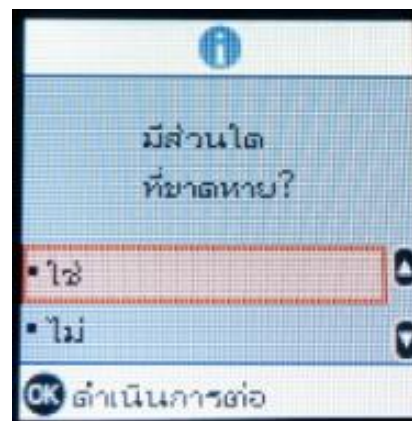 มีส่วนใด
ที่ขาดหาย?
▪ ใช่
▪ ไม่
OK ดำเนินการต่อ